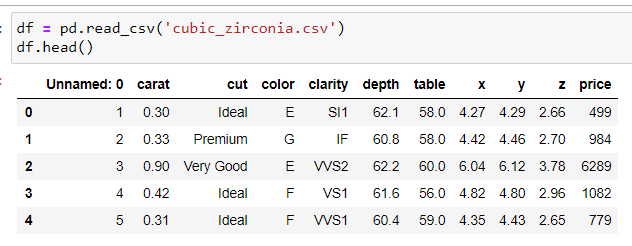 df = pd.read_csv('cubic_zirconia.csv')
df.head()
Unnamed: 0 carat cut color clarity depth table x y z price
0 1 0.30 Ideal E SI1 62.1 58.0 4.27 4.29 2.66 499
1 2 0.33 Premium G IF 60.8 58.0 4.42 4.46 2.70 984
2 3 0.90 Very Good E VVS2 62.2 60.0 6.04 6.12 3.78 6289
3 4 0.42 Ideal F VS1 61.6 56.0 4.82 4.80 2.96 1082
4 5 0.31 Ideal F VVS1 60.4 59.0 4.35 4.43 2.65 779